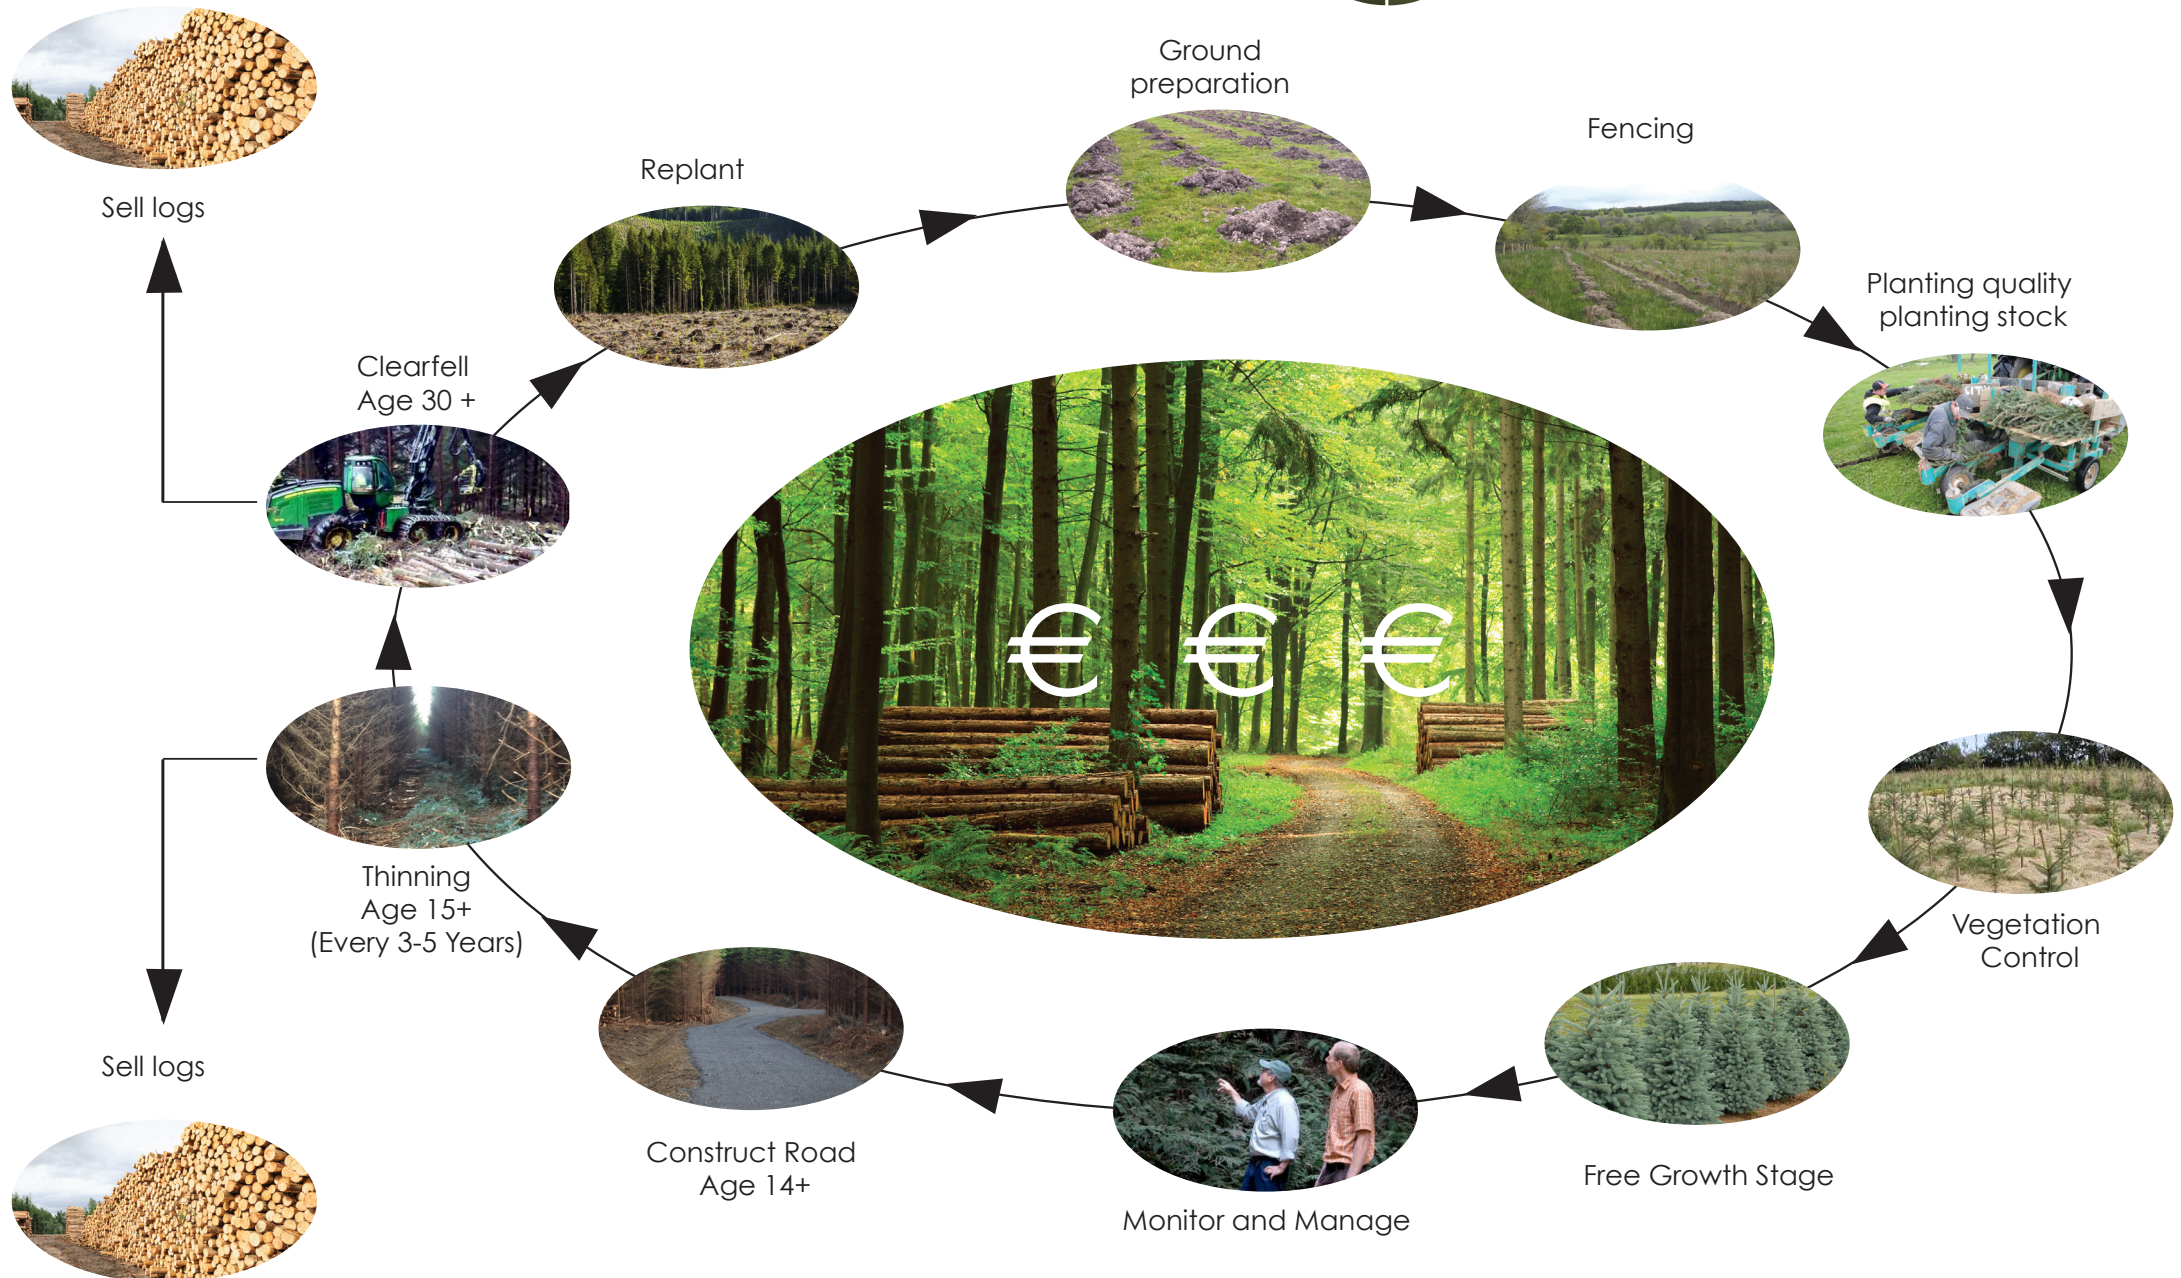 Ground
preparation
Fencing
Replant
Sell logs
Planting quality
planting stock
Clearfell
Age 30 +
€ € €
Thinning
Age 15+
(Every 3-5 Years)
Vegetation
Control
Sell logs
Construct Road
Age 14+
Free Growth Stage
Monitor and Manage